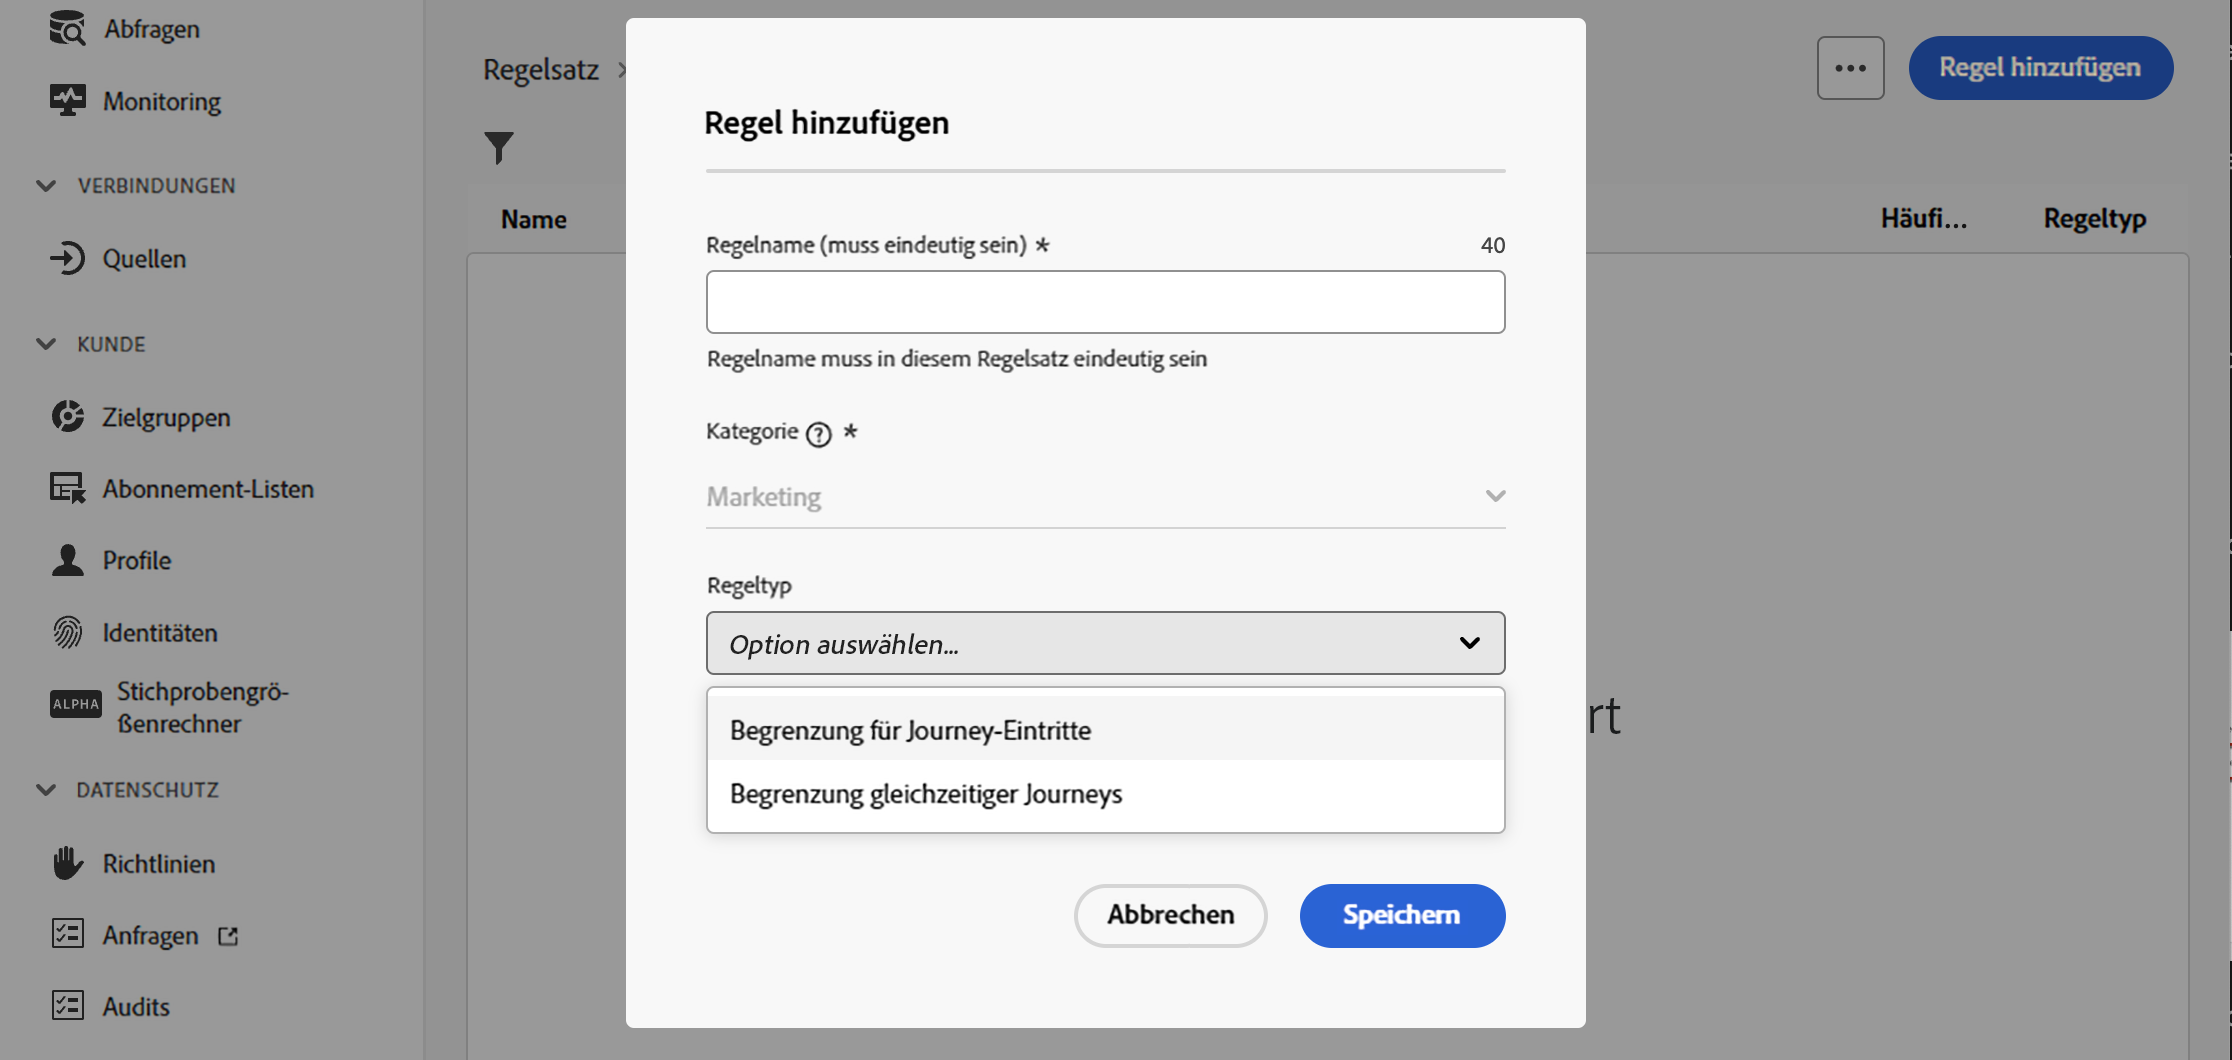 Abfragen
Monitoring
VERBINDUNGEN
Quellen
KUNDE
Zielgruppen
Abonnement-Listen
Profile
Identitäten
ALPHA
Stichprobengrö-
ßenrechner
DATENSCHUTZ
Richtlinien
Anfragen
Audits
Regelsatz
Regel hinzufügen
Name
Häufi...
Regeltyp
Regel hinzufügen
Regelname (muss eindeutig sein) *
40
Regelname muss in diesem Regelsatz eindeutig sein
Kategorie ? *
Marketing
Regeltyp
Option auswählen...
Begrenzung für Journey-Eintritte
Begrenzung gleichzeitiger Journeys
rt
Abbrechen
Speichern